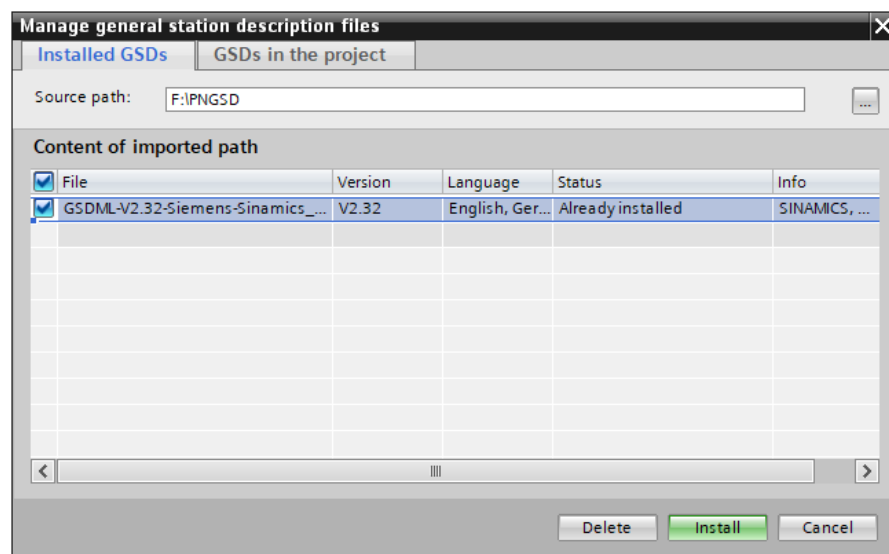 Manage general station description files
Installed GSDs GSDs in the project
Source path: F:\PNGSD ...
Content of imported path
File Version Language Status Info
GSDML-V2.32-Siemens-Sinamics_... V2.32 English, Ger... Already installed SINAMICS, ...
Delete Install Cancel